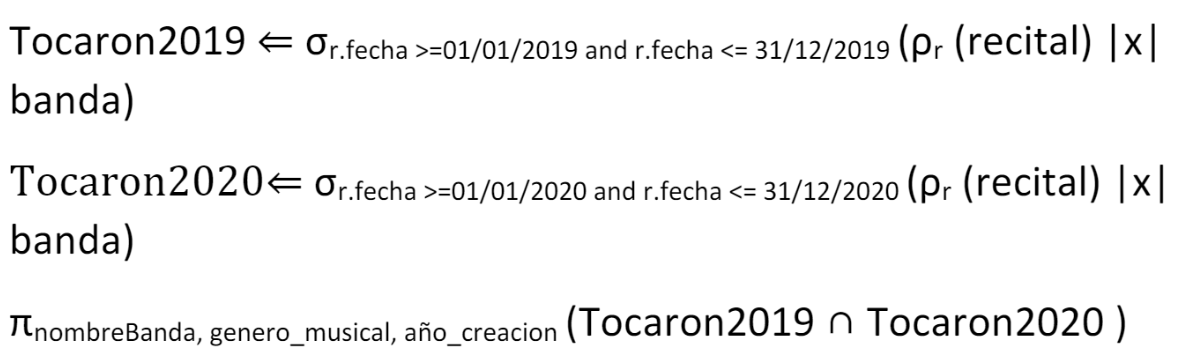 Tocaron2019 ⇐ σr.fecha >=01/01/2019 and r.fecha <= 31/12/2019 (ρr (recital) |x|
banda)
Tocaron2020⇐ σr.fecha >=01/01/2020 and r.fecha <= 31/12/2020 (ρr (recital) |x|
banda)
πnombreBanda, genero_musical, año_creacion (Tocaron2019 ∩ Tocaron2020 )